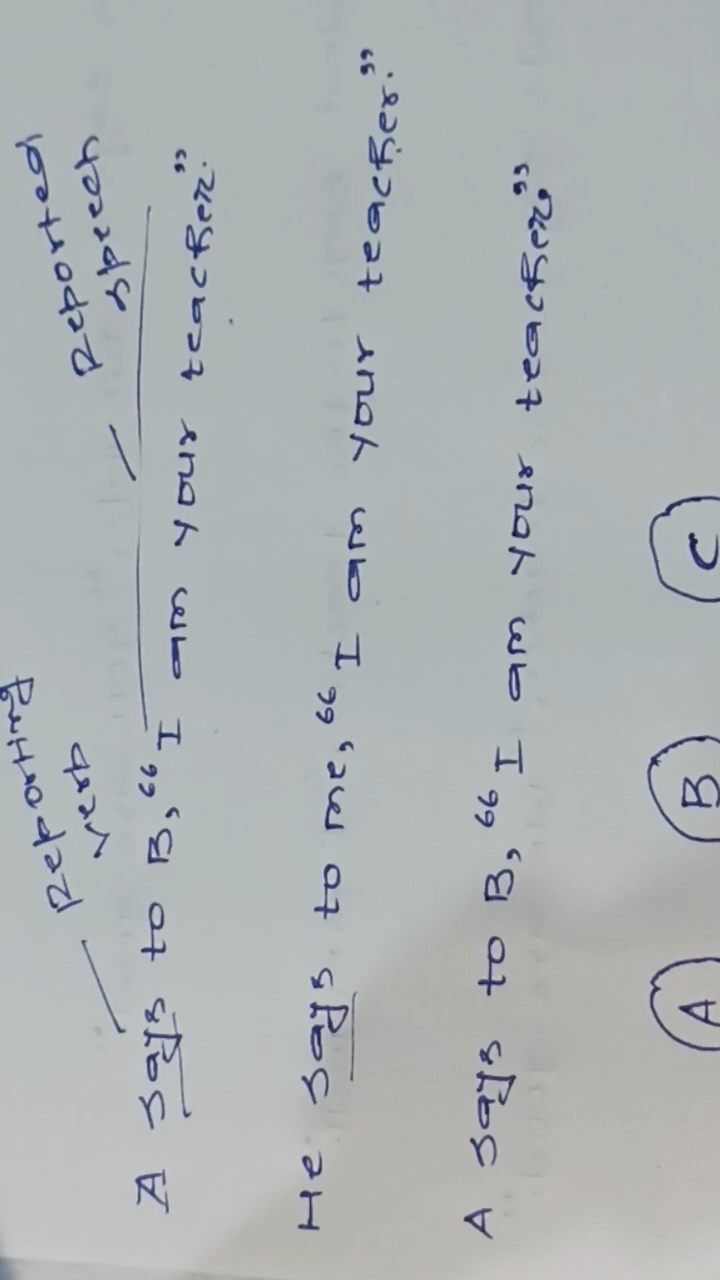 Reporting Reported
verb speech
A says to B, “I am your teacher.”
He says to me, “I am your teacher.”
A says to B, “I am your teacher.”
A B C